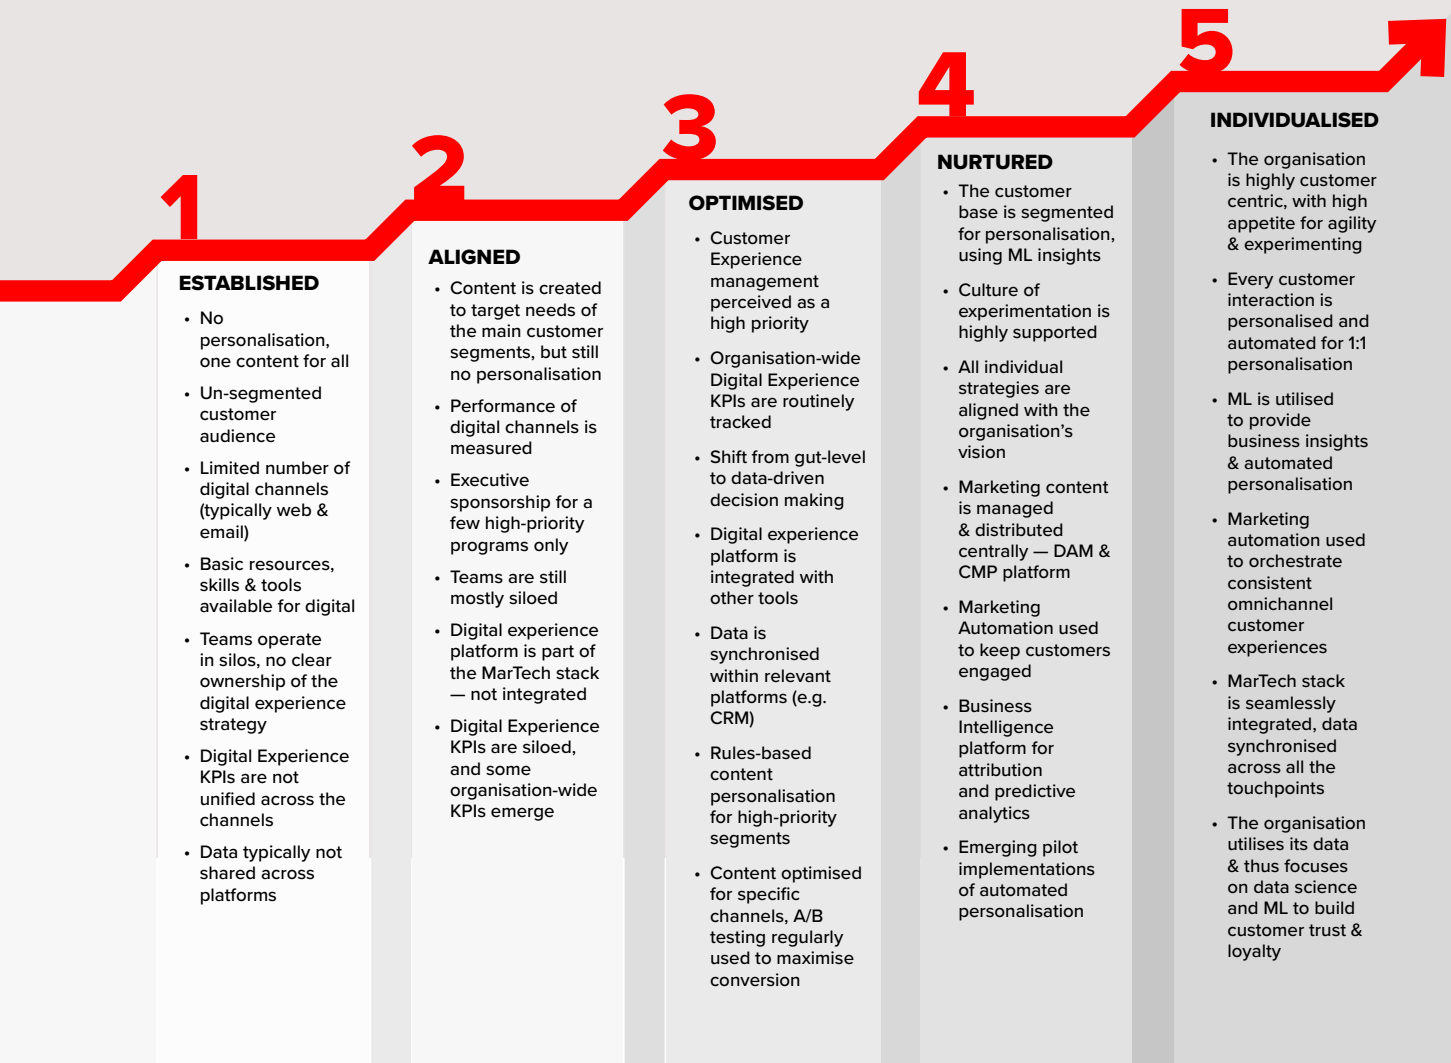 1
ESTABLISHED
• No
personalisation,
one content for all
• Un-segmented
customer
audience
• Limited number of
digital channels
(typically web &
email)
• Basic resources,
skills & tools
available for digital
• Teams operate
in silos, no clear
ownership of the
digital experience
strategy
• Digital Experience
KPIs are not
unified across the
channels
• Data typically not
shared across
platforms
2
ALIGNED
• Content is created
to target needs of
the main customer
segments, but still
no personalisation
• Performance of
digital channels is
measured
• Executive
sponsorship for a
few high-priority
programs only
• Teams are still
mostly siloed
• Digital experience
platform is part of
the MarTech stack
— not integrated
• Digital Experience
KPIs are siloed,
and some
organisation-wide
KPIs emerge
3
OPTIMISED
• Customer
Experience
management
perceived as a
high priority
• Organisation-wide
Digital Experience
KPIs are routinely
tracked
• Shift from gut-level
to data-driven
decision making
• Digital experience
platform is
integrated with
other tools
• Data is
synchronised
within relevant
platforms (e.g.
CRM)
• Rules-based
content
personalisation
for high-priority
segments
• Content optimised
for specific
channels, A/B
testing regularly
used to maximise
conversion
4
NURTURED
• The customer
base is segmented
for personalisation,
using ML insights
• Culture of
experimentation is
highly supported
• All individual
strategies are
aligned with the
organisation’s
vision
• Marketing content
is managed
& distributed
centrally — DAM &
CMP platform
• Marketing
Automation used
to keep customers
engaged
• Business
Intelligence
platform for
attribution
and predictive
analytics
• Emerging pilot
implementations
of automated
personalisation
5
INDIVIDUALISED
• The organisation
is highly customer
centric, with high
appetite for agility
& experimenting
• Every customer
interaction is
personalised and
automated for 1:1
personalisation
• ML is utilised
to provide
business insights
& automated
personalisation
• Marketing
automation used
to orchestrate
consistent
omnichannel
customer
experiences
• MarTech stack
is seamlessly
integrated, data
synchronised
across all the
touchpoints
• The organisation
utilises its data
& thus focuses
on data science
and ML to build
customer trust &
loyalty